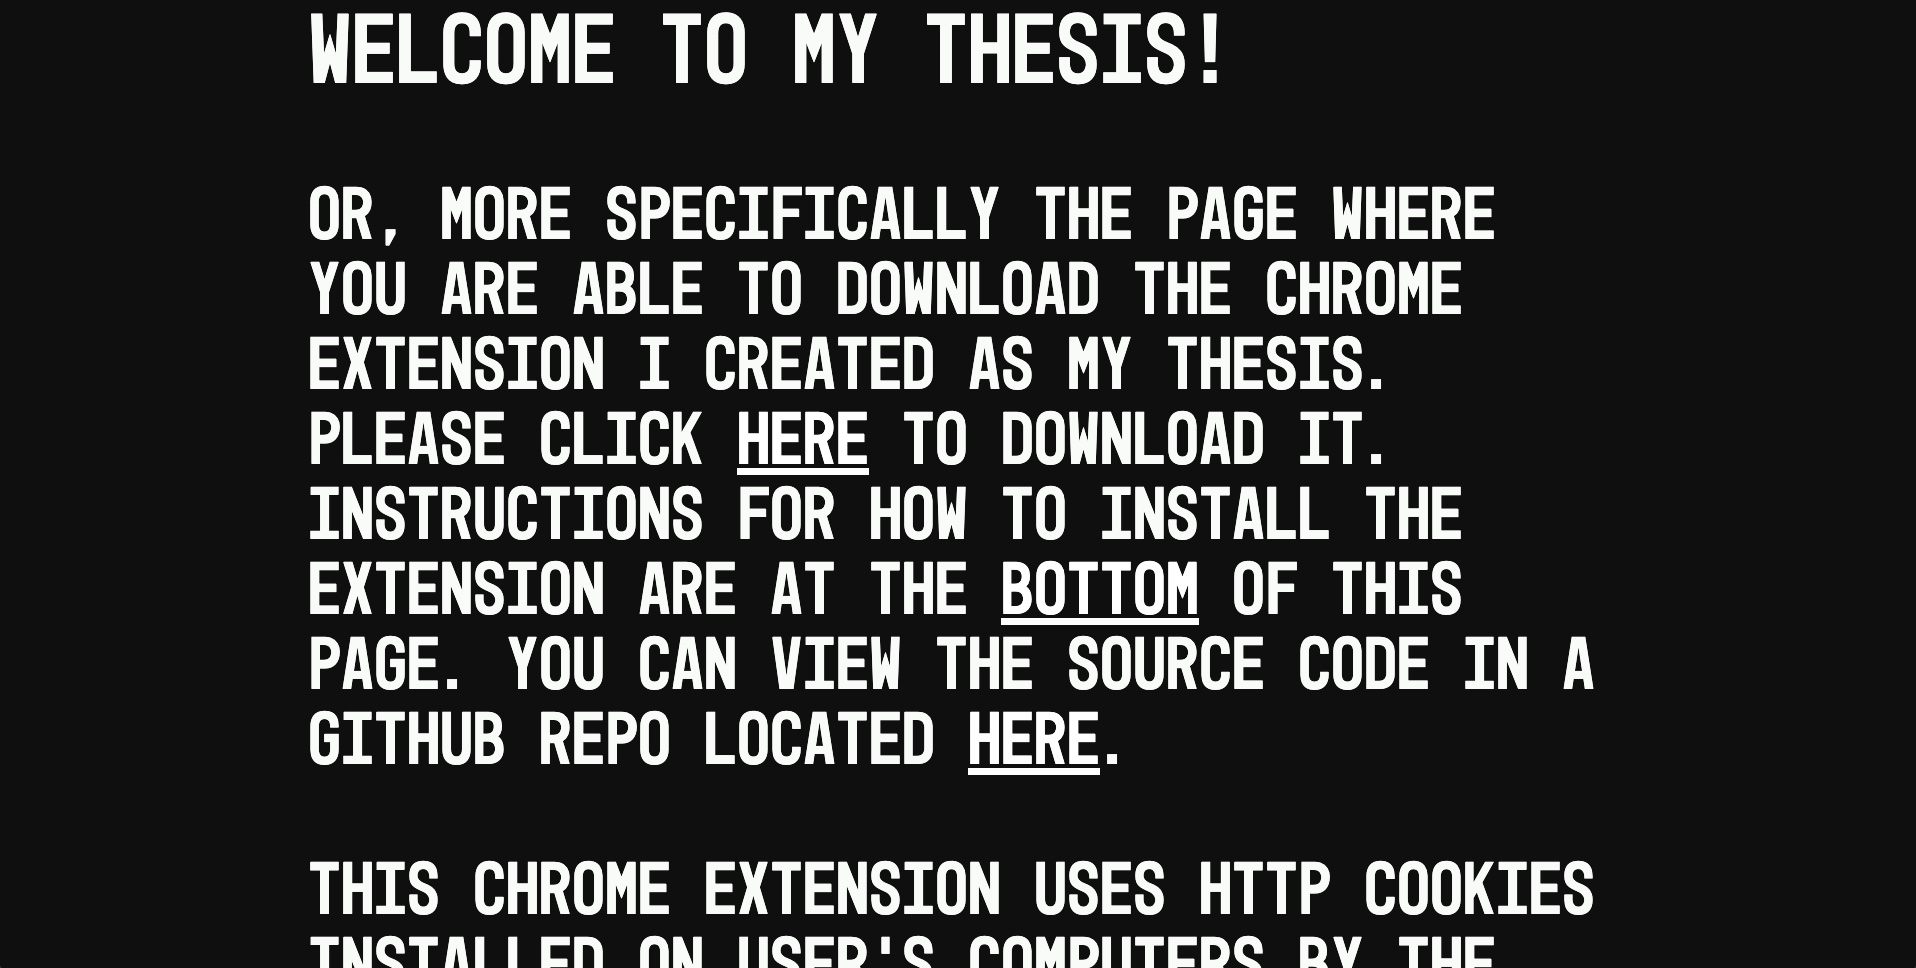 WELCOME TO MY THESIS!
OR, MORE SPECIFICALLY THE PAGE WHERE
YOU ARE ABLE TO DOWNLOAD THE CHROME
EXTENSION I CREATED AS MY THESIS.
PLEASE CLICK HERE TO DOWNLOAD IT.
INSTRUCTIONS FOR HOW TO INSTALL THE
EXTENSION ARE AT THE BOTTOM OF THIS
PAGE. YOU CAN VIEW THE SOURCE CODE IN A
GITHUB REPO LOCATED HERE.
THIS CHROME EXTENSION USES HTTP COOKIES
INSTALLED ON USER'S COMPUTERS BY THE